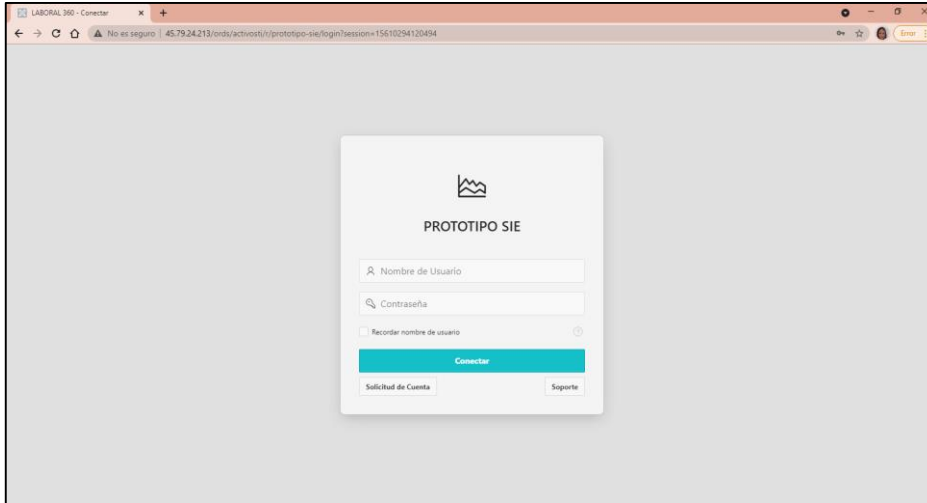 LABORAL 360 - Conectar
No es seguro | 45.79.24.213/ords/activosti/r/prototipo-sie/login?session=15610294120494
Error
PROTOTIPO SIE
Nombre de Usuario
Contraseña
Recordar nombre de usuario
Conectar
Solicitud de Cuenta Soporte